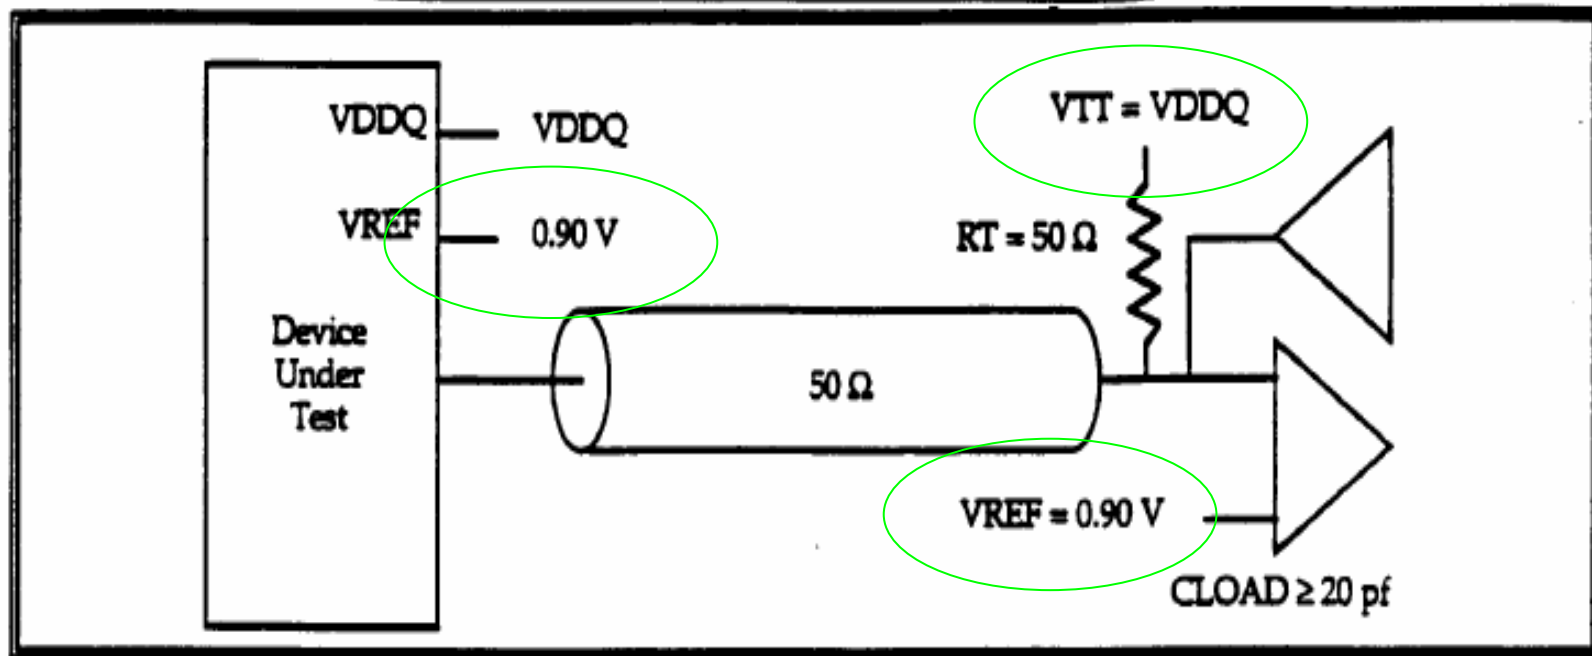 VDDQ
VDDQ
VREF
0.90 V
Device
Under
Test
50 Ω
VTT = VDDQ
RT = 50 Ω
VREF = 0.90 V
CLOAD ≥ 20 pf